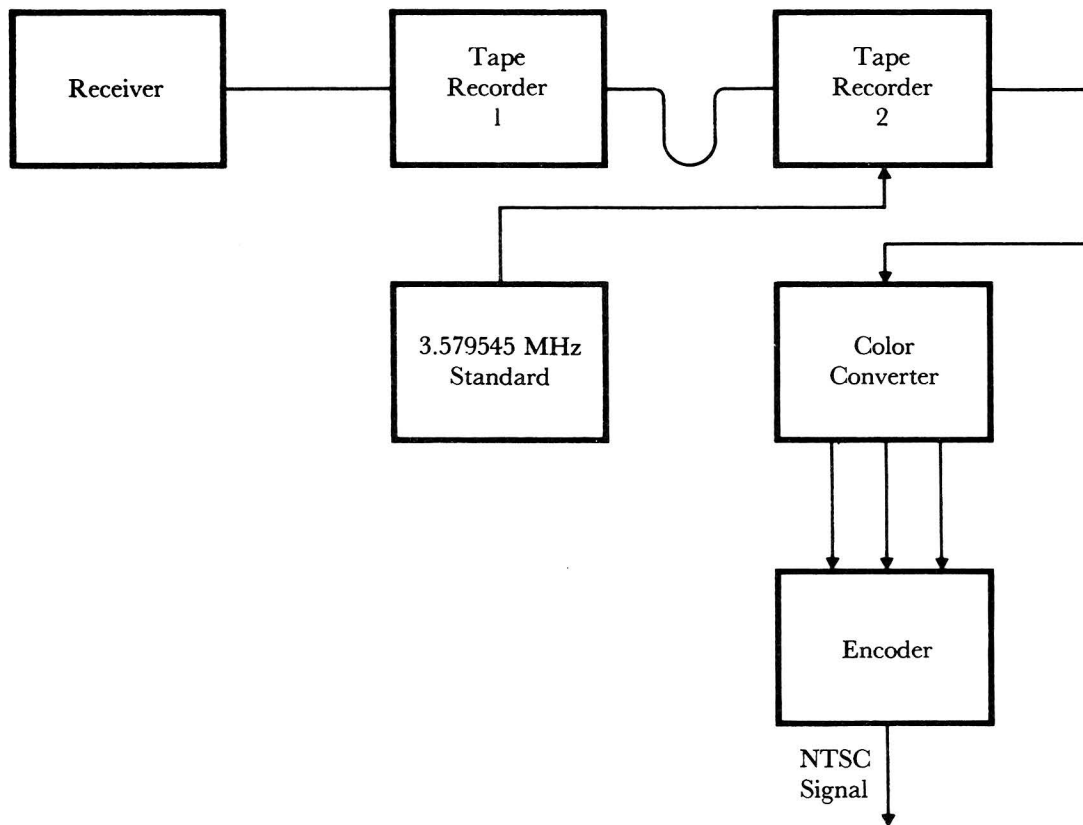 Receiver
Tape
Recorder
1
Tape
Recorder
2
3.579545 MHz
Standard
Color
Converter
Encoder
NTSC
Signal